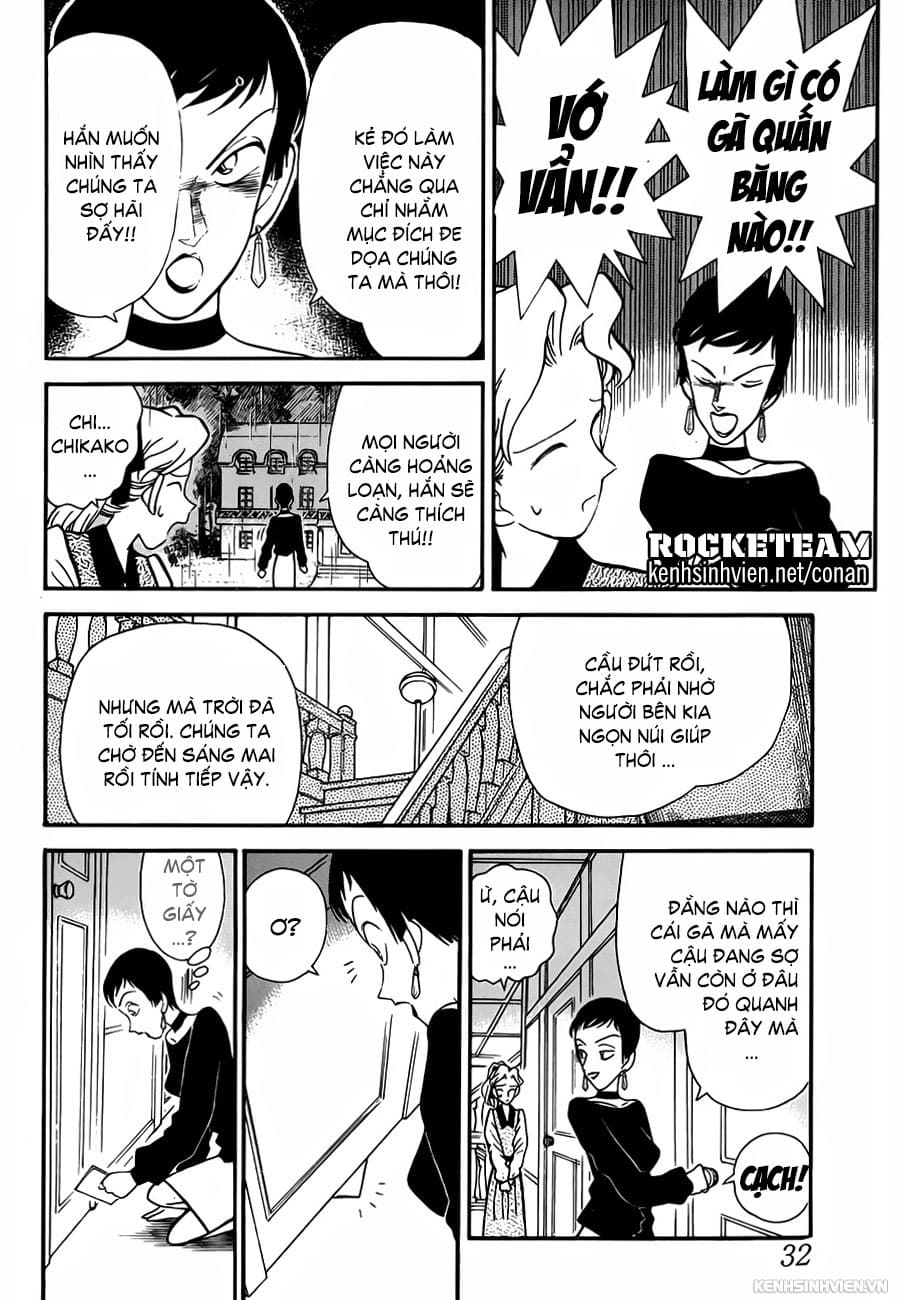 LÀM GÌ CÓ
GÃ QUẤN
BĂNG
NÀO!!
VỚ
VẨN!!
KẺ ĐÓ LÀM
VIỆC NÀY
CHẲNG QUA
CHỈ NHẰM
MỤC ĐÍCH ĐE
DỌA CHÚNG
TA MÀ THÔI!
HẮN MUỐN
NHÌN THẤY
CHÚNG TA
SỢ HÃI
ĐẤY!!
ROCKETEAM
kenhsinhvien.net/conan
MỌI NGƯỜI
CÀNG HOẢNG
LOẠN, HẮN SẼ
CÀNG THÍCH
THÚ!!
CHI...
CHIKAKO
...
CẦU ĐỨT RỒI,
CHẮC PHẢI NHỜ
NGƯỜI BÊN KIA
NGỌN NÚI GIÚP
THÔI ...
NHƯNG MÀ TRỜI ĐÃ
TỐI RỒI. CHÚNG TA
CHỜ ĐẾN SÁNG MAI
RỒI TÍNH TIẾP VẬY.
ĐẰNG NÀO THÌ
CÁI GÃ MÀ MẤY
CẬU ĐANG SỢ
VẪN CÒN Ở ĐÂU
ĐÓ QUANH
ĐÂY MÀ
...
Ừ, CẬU
NÓI
PHẢI
...
CẠCH!
Ơ?
MỘT
TỜ
GIẤY
...?
32
KENHSINHVIEN.VN